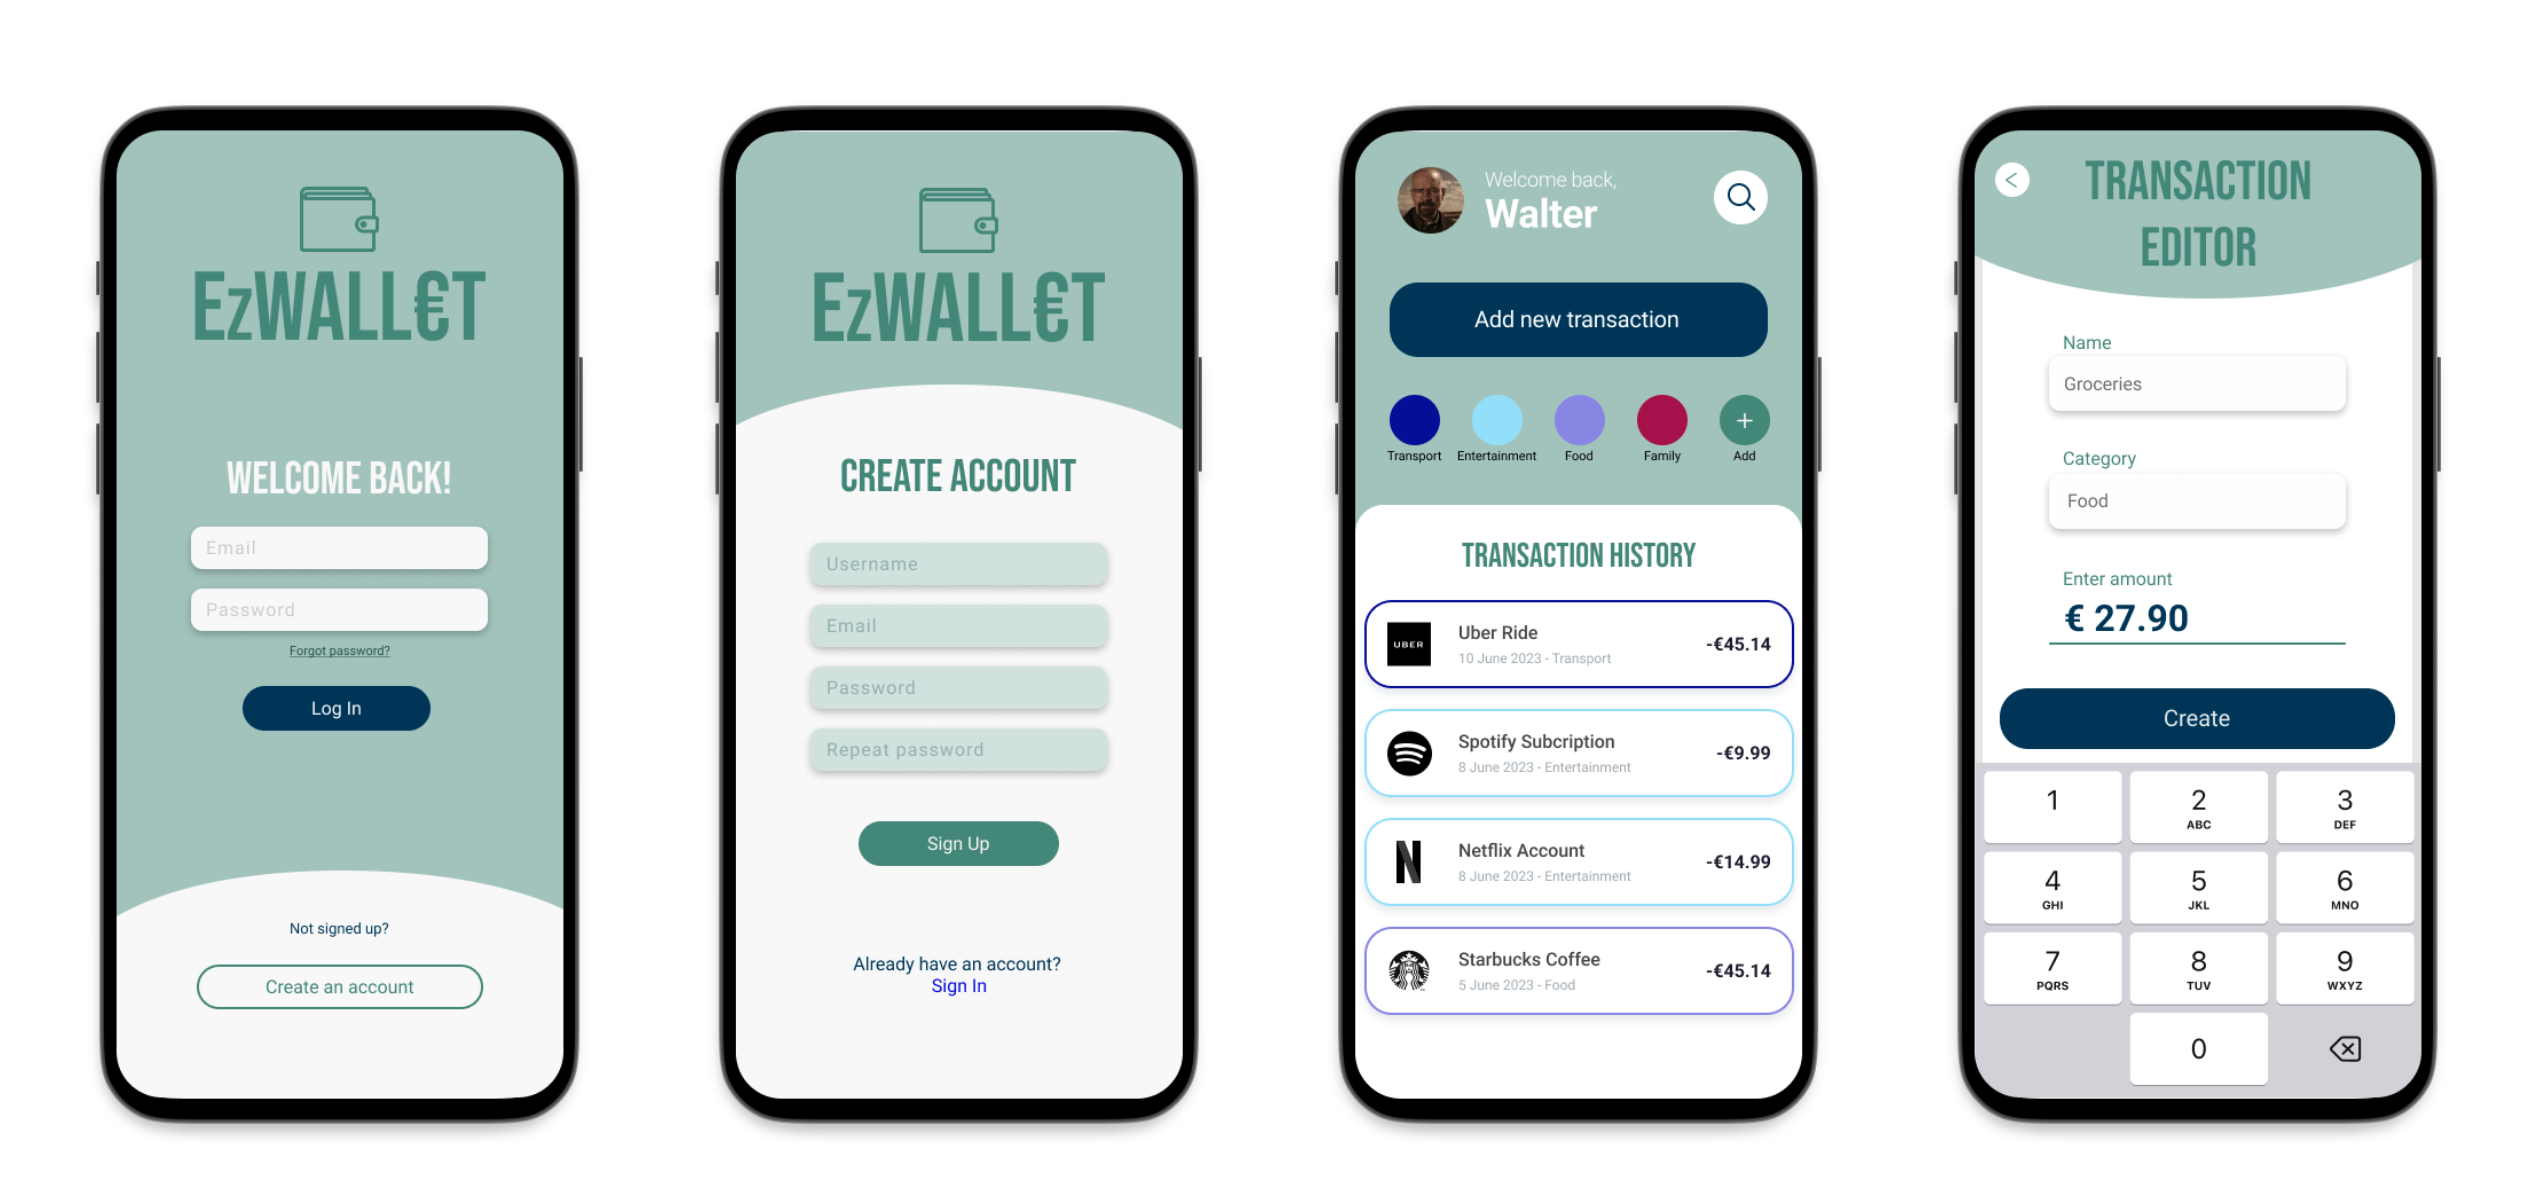 EzWALL€T
WELCOME BACK!
Email
Password
Forgot password?
Log In
Not signed up?
Create an account
EzWALL€T
CREATE ACCOUNT
Username
Email
Password
Repeat password
Sign Up
Already have an account?
Sign In
Welcome back,
Walter
Add new transaction
+
Transport Entertainment Food Family Add
TRANSACTION HISTORY
UBER
Uber Ride
10 June 2023 - Transport
-€45.14
Spotify Subcription
8 June 2023 - Entertainment
-€9.99
N
Netflix Account
8 June 2023 - Entertainment
-€14.99
Starbucks Coffee
5 June 2023 - Food
-€45.14
<
TRANSACTION
EDITOR
Name
Groceries
Category
Food
Enter amount
€ 27.90
Create
1 2 3
ABC DEF
4 5 6
GHI JKL MNO
7 8 9
PQRS TUV WXYZ
0